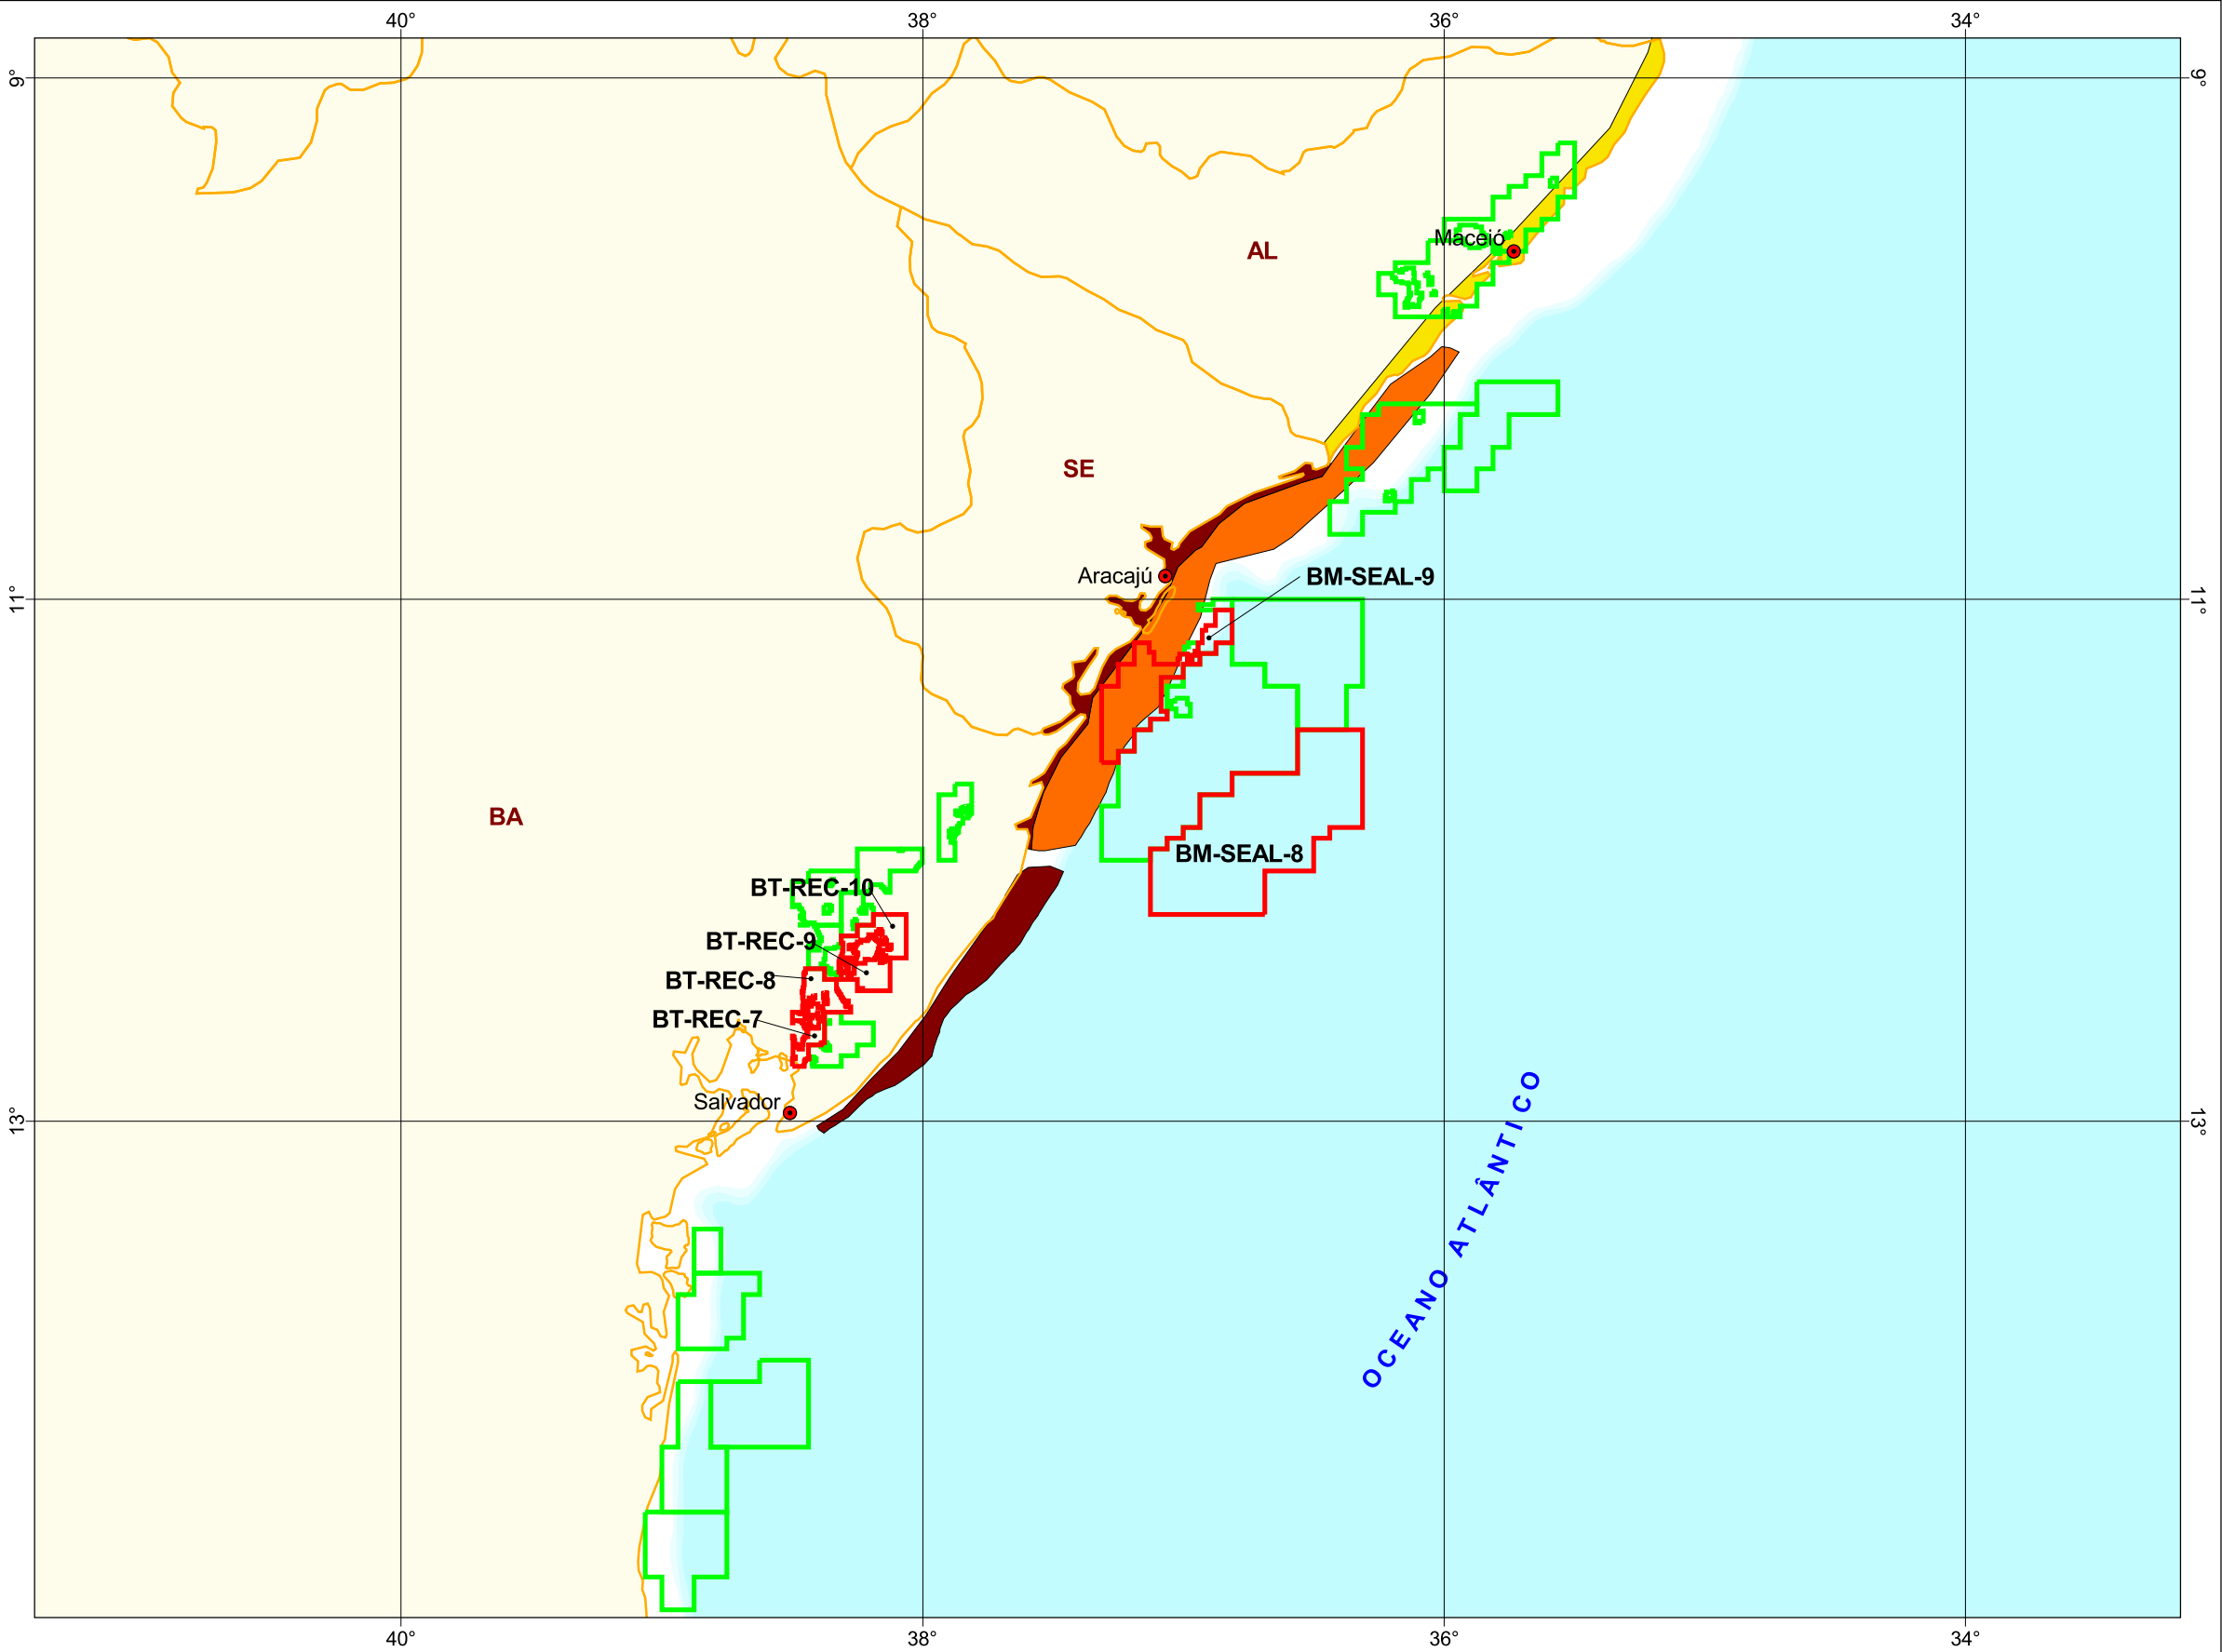 40° 38° 36° 34°
9° 9°
AL
Maceió
SE
Aracajú
BM-SEAL-9
11° 11°
BA
BM-SEAL-8
BT-REC-10
BT-REC-9
BT-REC-8
BT-REC-7
Salvador
13° 13°
OCEANO ATLÂNTICO
40° 38° 36° 34°